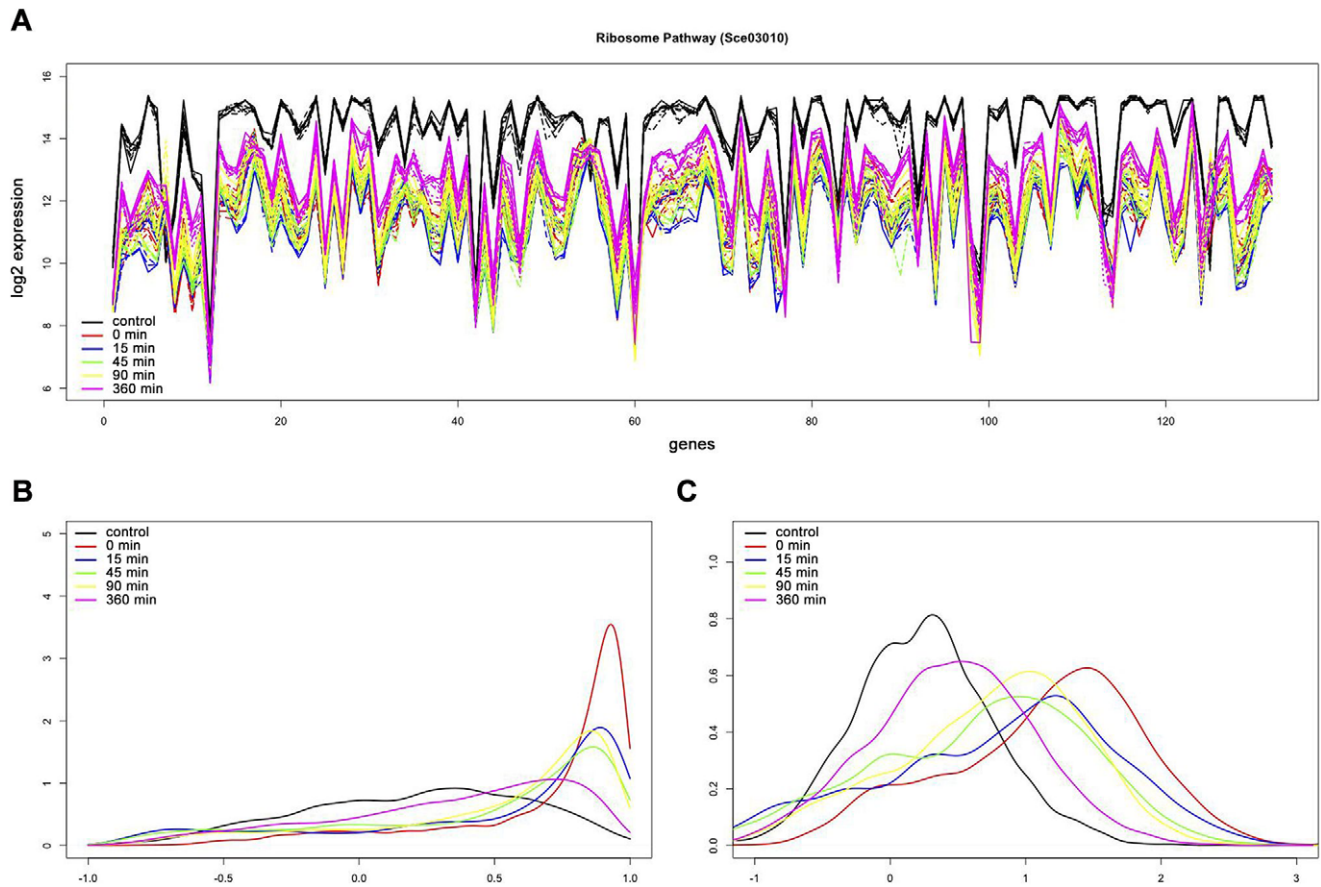 A
Ribosome Pathway (Sce03010)
log2 expression
16
14
12
10
8
6
control
0 min
15 min
45 min
90 min
360 min
0 20 40 60 80 100 120
genes
B
5
4
3
2
1
0
control
0 min
15 min
45 min
90 min
360 min
-1.0 -0.5 0.0 0.5 1.0
C
1.0
0.8
0.6
0.4
0.2
0.0
control
0 min
15 min
45 min
90 min
360 min
-1 0 1 2 3